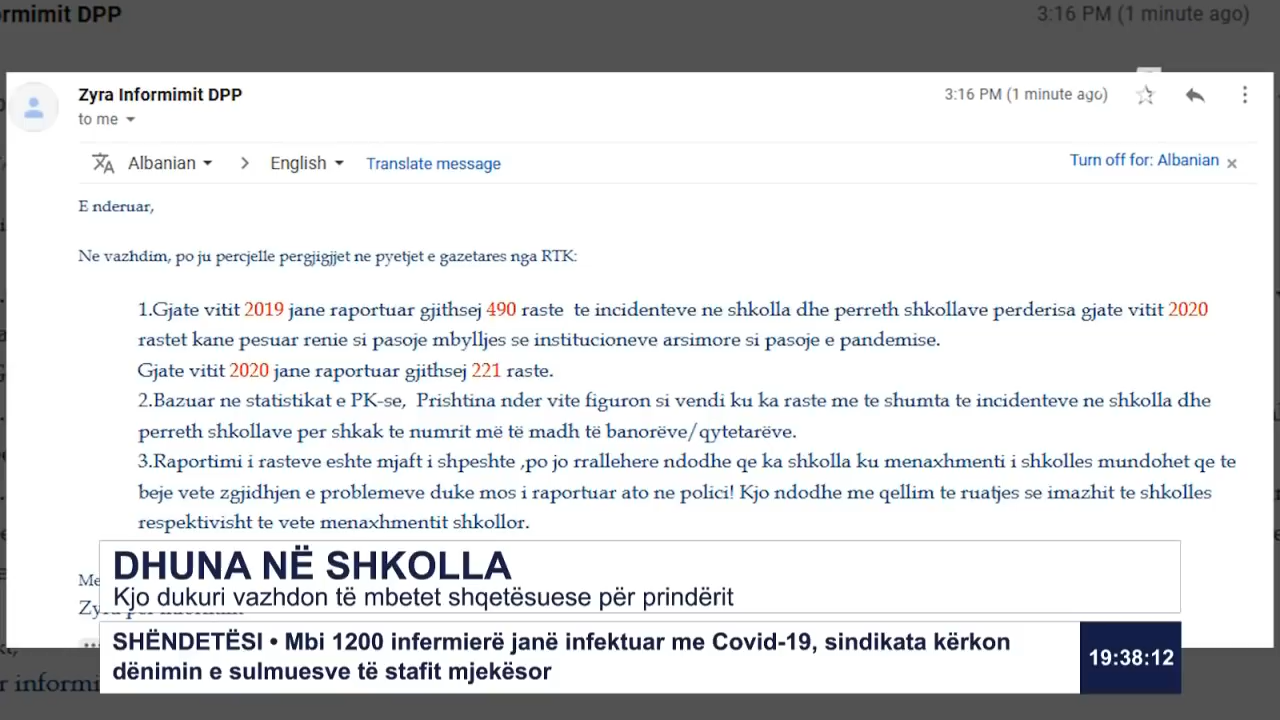 rmimit DPP
3:16 PM (1 minute ago)
Zyra Informimit DPP
3:16 PM (1 minute ago)
to me
Albanian > English Translate message
Turn off for: Albanian ×
E nderuar,
Ne vazhdim, po ju percjelle pergjigjjet ne pyetjet e gazetares nga RTK:
1.Gjate vitit 2019 jane raportuar gjithsej 490 raste te incidenteve ne shkolla dhe perreth shkollave perderisa gjate vitit 2020
rastet kane pesuar renie si pasoje mbylljes se institucioneve arsimore si pasoje e pandemise.
Gjate vitit 2020 jane raportuar gjithsej 221 raste.
2.Bazuar ne statistikat e PK-se, Prishtina nder vite figuron si vendi ku ka raste me te shumta te incidenteve ne shkolla dhe
perreth shkollave per shkak te numrit më të madh të banorëve/qytetarëve.
3.Raportimi i rasteve eshte mjaft i shpeshte ,po jo rrallehere ndodhe qe ka shkolla ku menaxhmenti i shkolles mundohet qe te
beje vete zgjidhjen e problemeve duke mos i raportuar ato ne polici! Kjo ndodhe me qellim te ruatjes se imazhit te shkolles
respektivisht te vete menaxhmentit shkollor.
Me
DHUNA NË SHKOLLA
Kjo dukuri vazhdon të mbetet shqetësuese për prindërit
SHËNDETËSI • Mbi 1200 infermierë janë infektuar me Covid-19, sindikata kërkon
dënimin e sulmuesve të stafit mjekësor
19:38:12
r informi